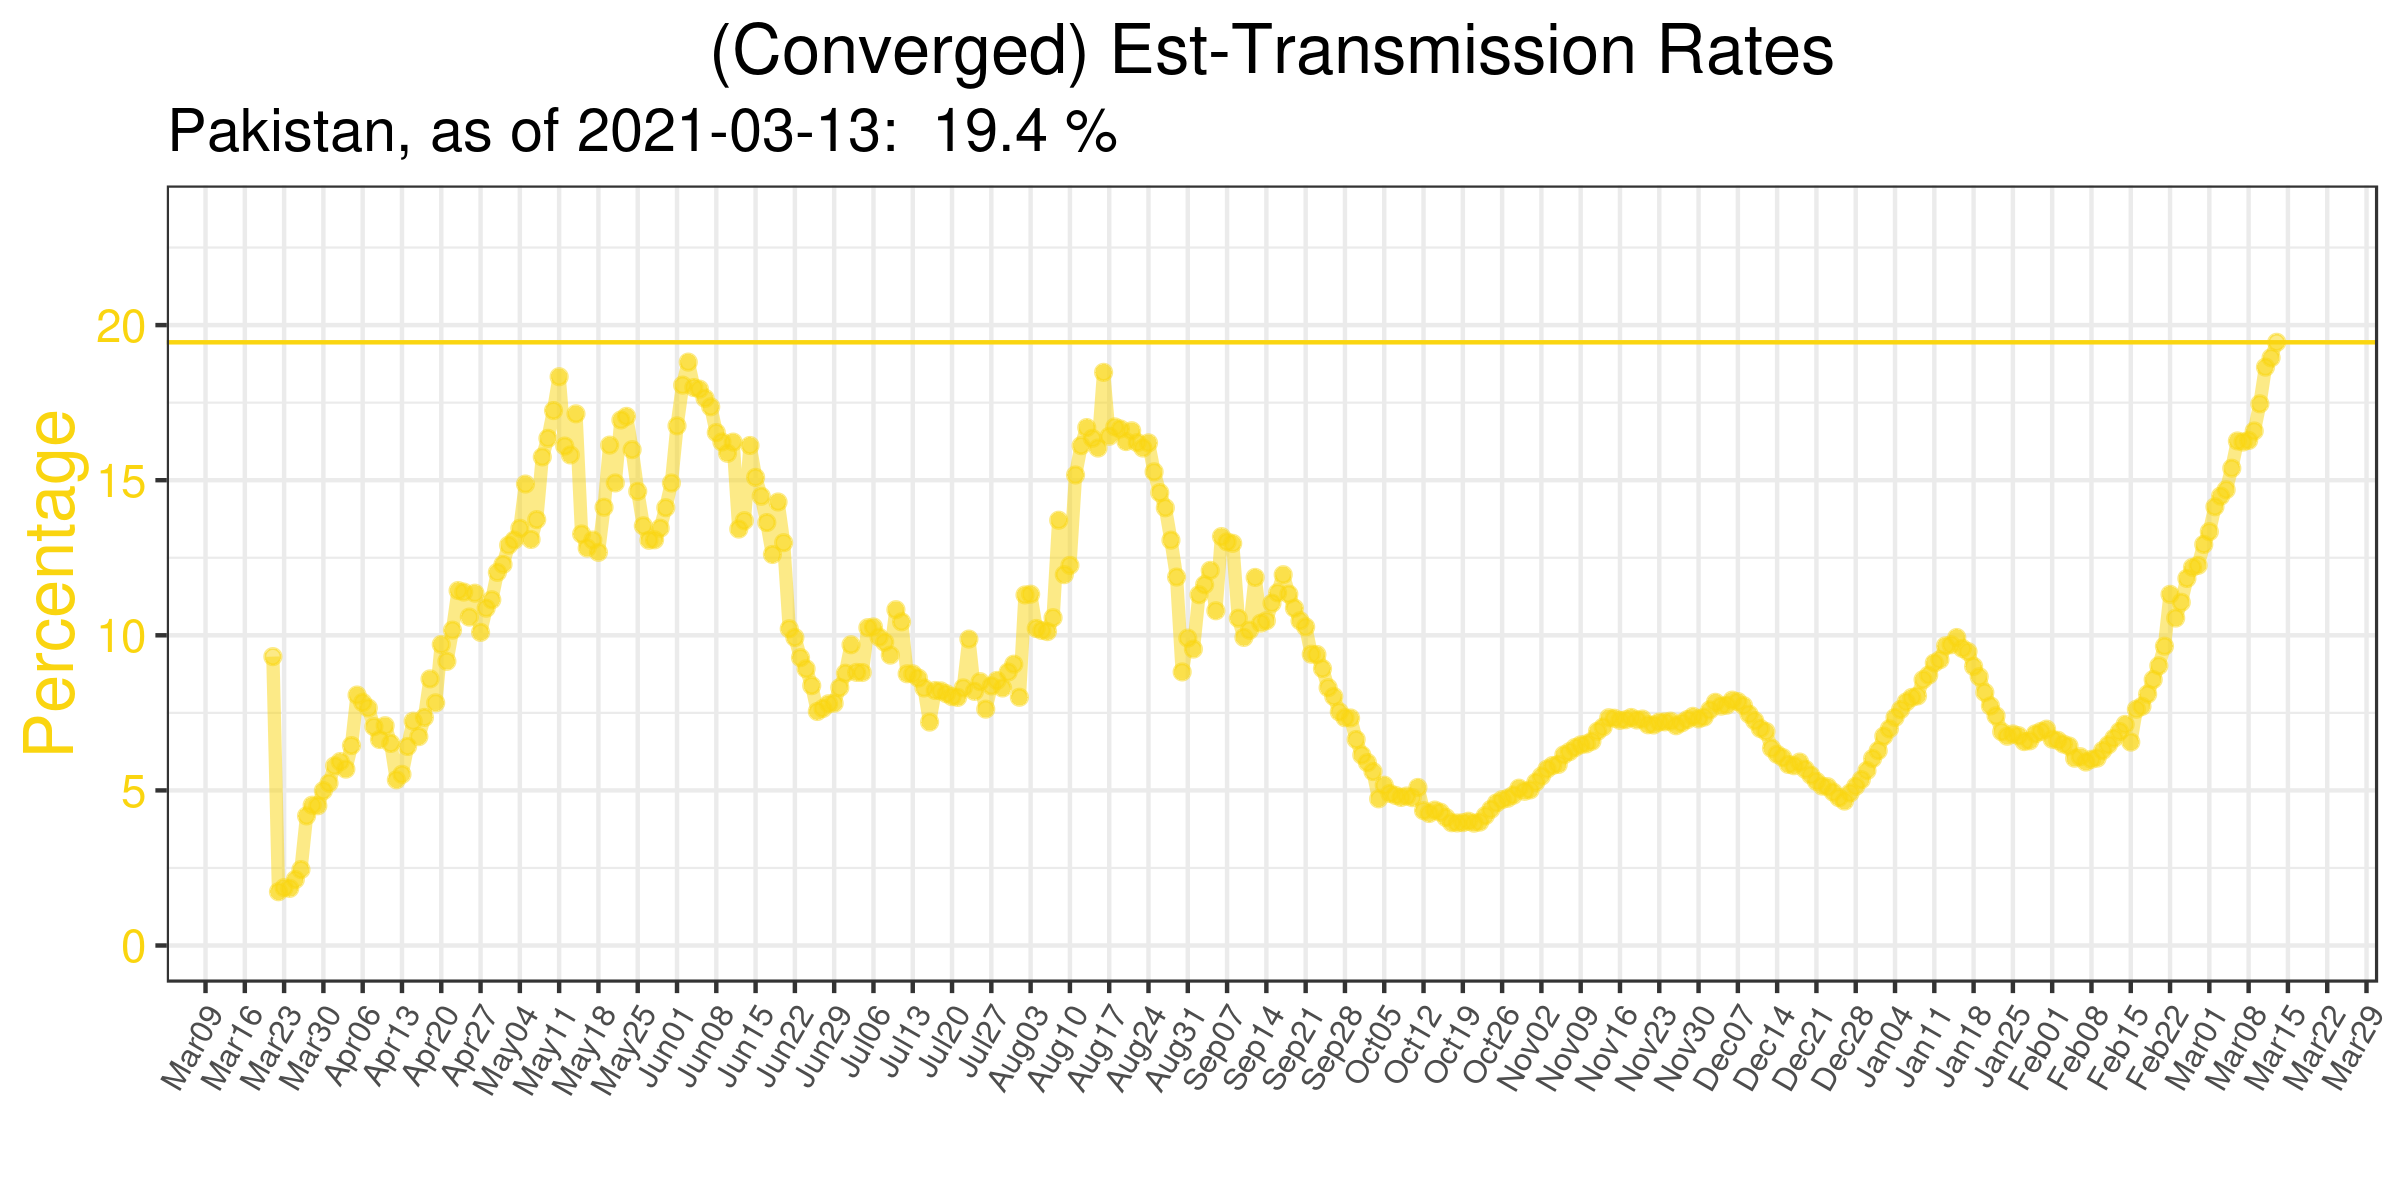 (Converged) Est-Transmission Rates
Pakistan, as of 2021-03-13:  19.4 %
Percentage
20
15
10
5
0
Mar09
Mar16
Mar23
Mar30
Apr06
Apr13
Apr20
Apr27
May04
May11
May18
May25
Jun01
Jun08
Jun15
Jun22
Jun29
Jul06
Jul13
Jul20
Jul27
Aug03
Aug10
Aug17
Aug24
Aug31
Sep07
Sep14
Sep21
Sep28
Oct05
Oct12
Oct19
Oct26
Nov02
Nov09
Nov16
Nov23
Nov30
Dec07
Dec14
Dec21
Dec28
Jan04
Jan11
Jan18
Jan25
Feb01
Feb08
Feb15
Feb22
Mar01
Mar08
Mar15
Mar22
Mar29